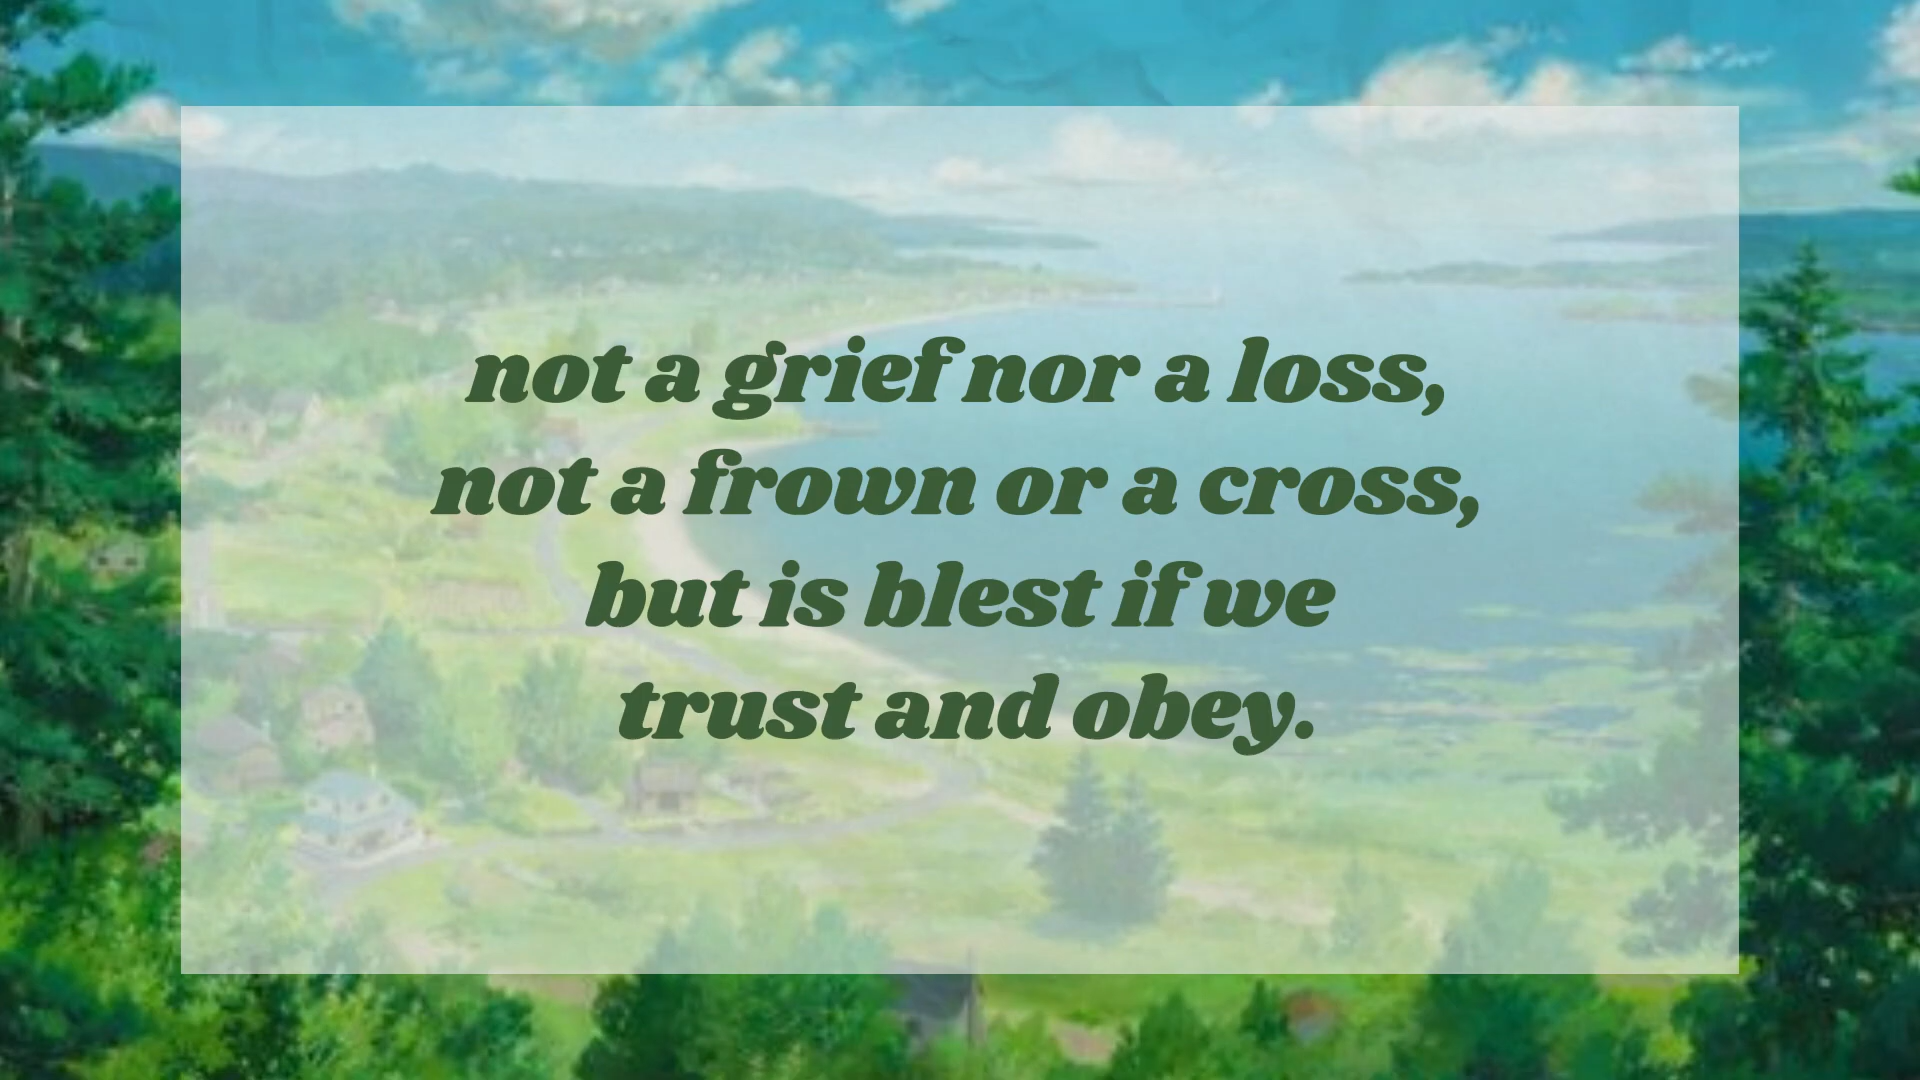 not a grief nor a loss,
not a frown or a cross,
but is blest if we
trust and obey.